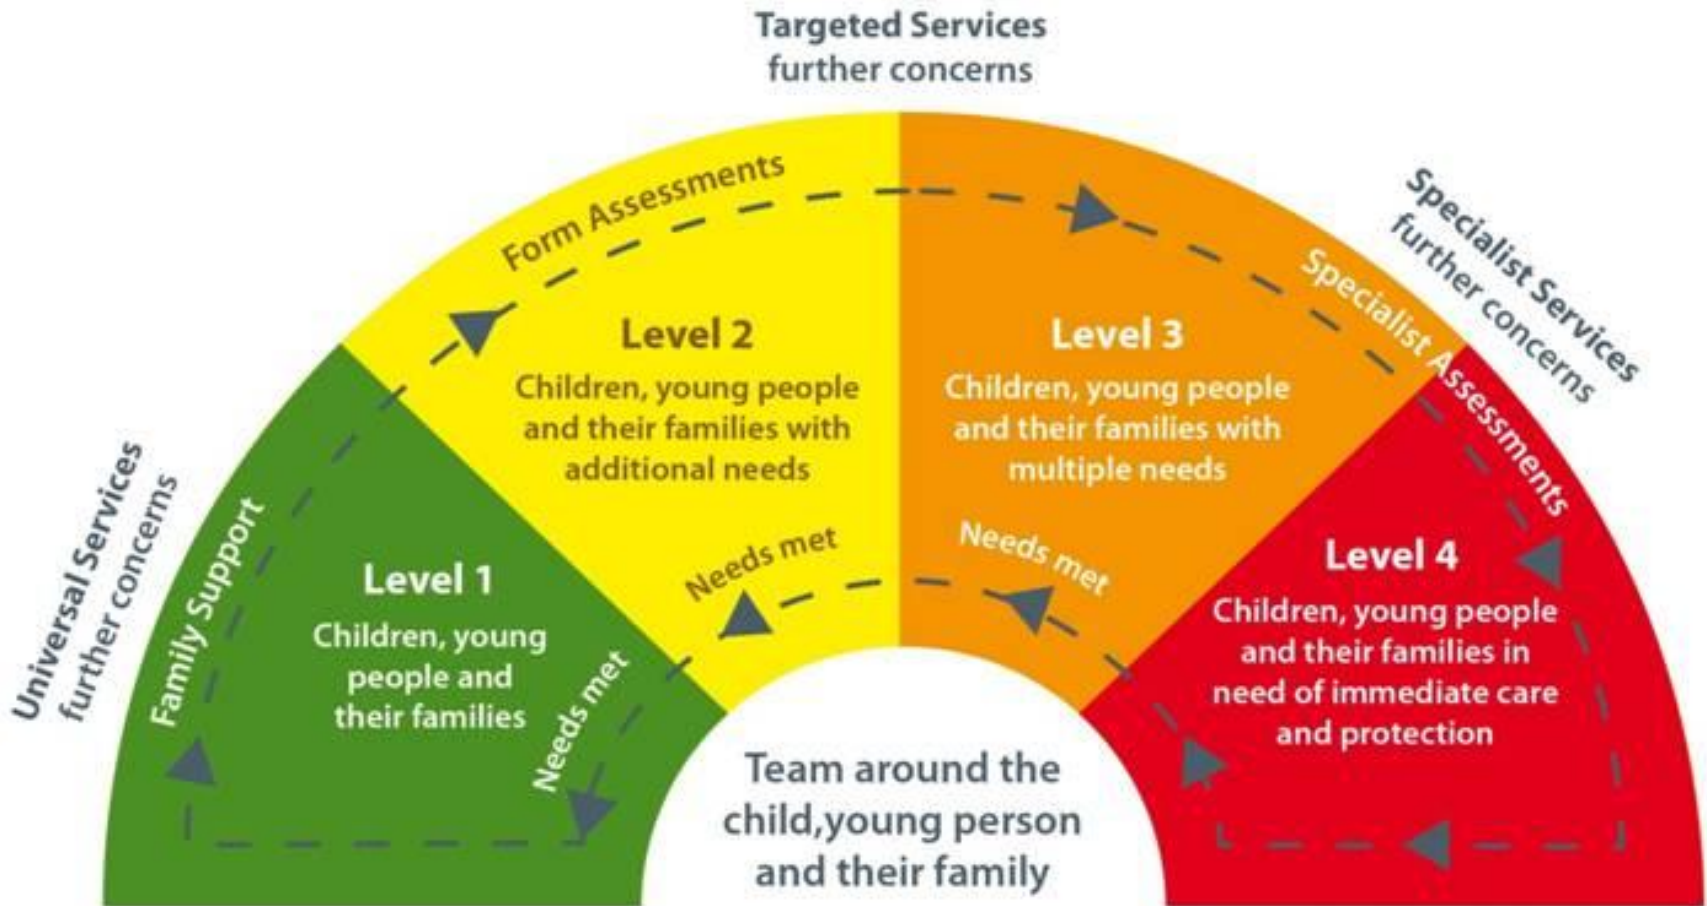 Targeted Services
further concerns
Specialist Services
further concerns
Universal Services
further concerns
Family Support
Form Assessments
Specialist Assessments
Level 1
Children, young
people and
their families
Needs met
Level 2
Children, young people
and their families with
additional needs
Needs met
Level 3
Children, young people
and their families with
multiple needs
Needs met
Level 4
Children, young people
and their families in
need of immediate care
and protection
Team around the
child,young person
and their family